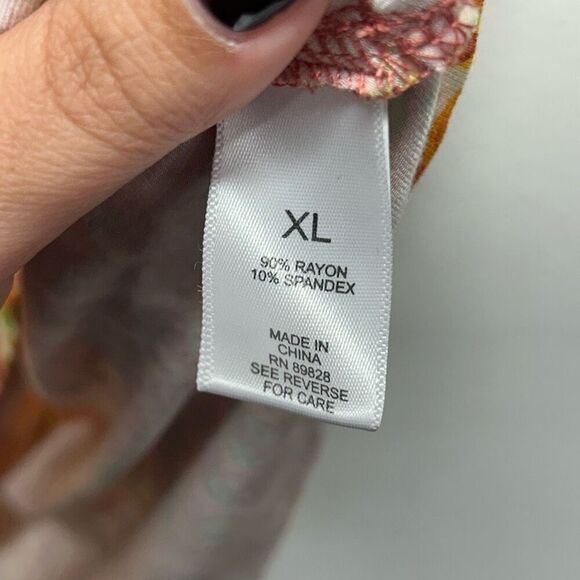 XL
90% RAYON
10% SPANDEX
MADE IN
CHINA
RN 89828
SEE REVERSE
FOR CARE